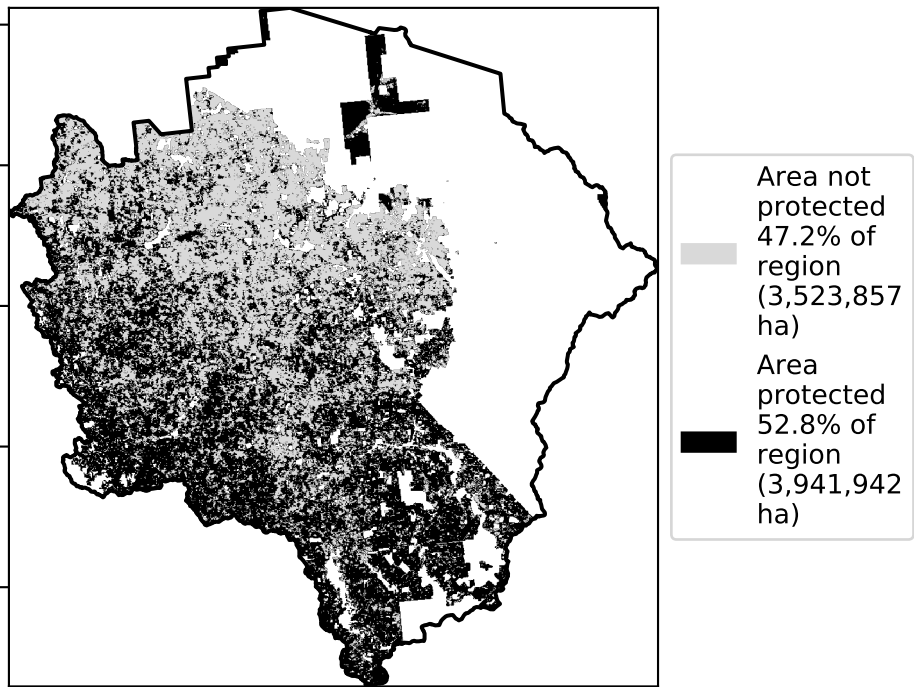 Area not
protected
47.2% of
region
(3,523,857
ha)
Area
protected
52.8% of
region
(3,941,942
ha)